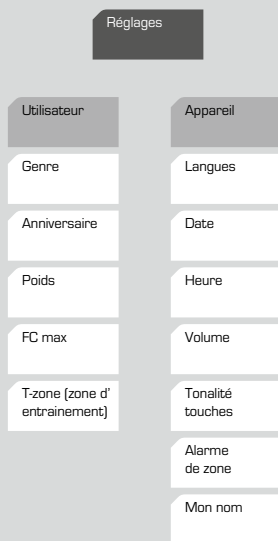 Réglages
Utilisateur
Genre
Anniversaire
Poids
FC max
T-zone (zone d'
entrainement)
Appareil
Langues
Date
Heure
Volume
Tonalité
touches
Alarme
de zone
Mon nom